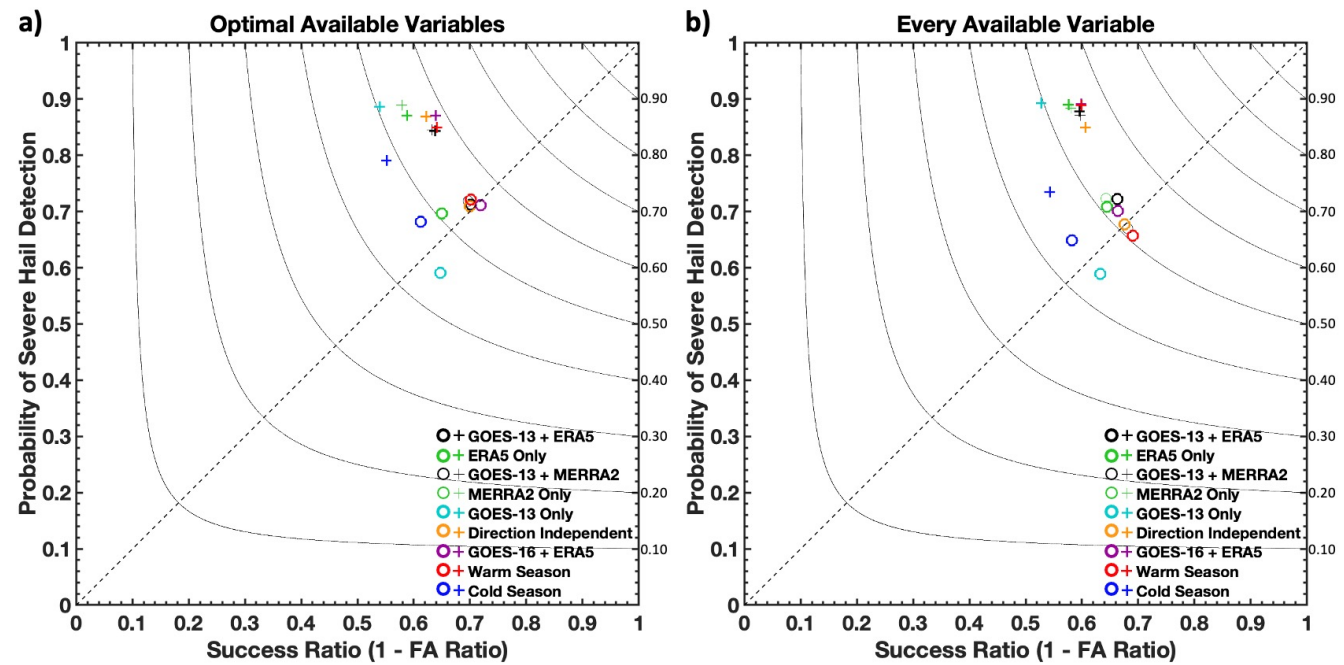 a)
Optimal Available Variables
1
0.9
0.8
0.7
0.6
0.5
0.4
0.3
0.2
0.1
0
Probability of Severe Hail Detection
0.90
0.80
0.70
0.60
0.50
0.40
0.30
0.20
0.10
GOES-13 + ERA5
ERA5 Only
GOES-13 + MERRA2
MERRA2 Only
GOES-13 Only
Direction Independent
GOES-16 + ERA5
Warm Season
Cold Season
0 0.1 0.2 0.3 0.4 0.5 0.6 0.7 0.8 0.9 1
Success Ratio (1 - FA Ratio)
b)
Every Available Variable
1
0.9
0.8
0.7
0.6
0.5
0.4
0.3
0.2
0.1
0
Probability of Severe Hail Detection
0.90
0.80
0.70
0.60
0.50
0.40
0.30
0.20
0.10
GOES-13 + ERA5
ERA5 Only
GOES-13 + MERRA2
MERRA2 Only
GOES-13 Only
Direction Independent
GOES-16 + ERA5
Warm Season
Cold Season
0 0.1 0.2 0.3 0.4 0.5 0.6 0.7 0.8 0.9 1
Success Ratio (1 - FA Ratio)